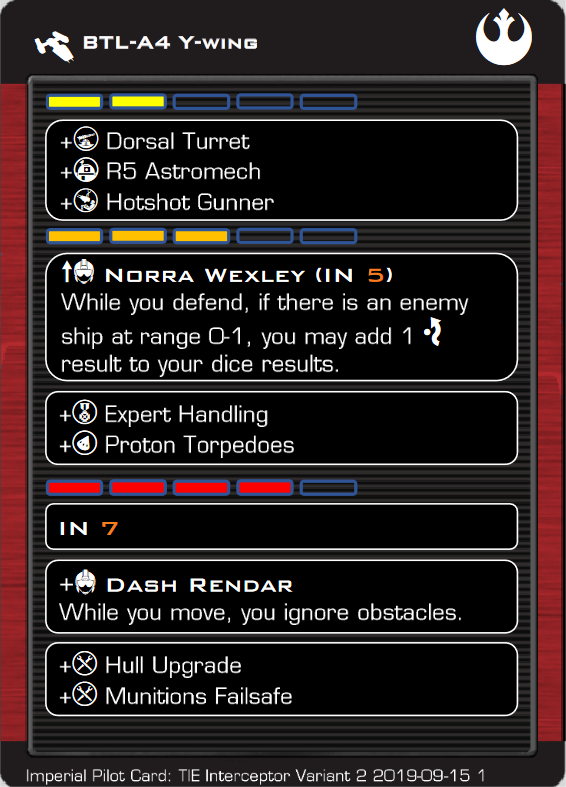 BTL-A4 Y-wing
+ Dorsal Turret
+ R5 Astromech
+ Hotshot Gunner
Norra Wexley (IN 5)
While you defend, if there is an enemy
ship at range 0-1, you may add 1
result to your dice results.
+ Expert Handling
+ Proton Torpedoes
IN 7
+ Dash Rendar
While you move, you ignore obstacles.
+ Hull Upgrade
+ Munitions Failsafe
Imperial Pilot Card: TIE Interceptor Variant 2 2019-09-15 1